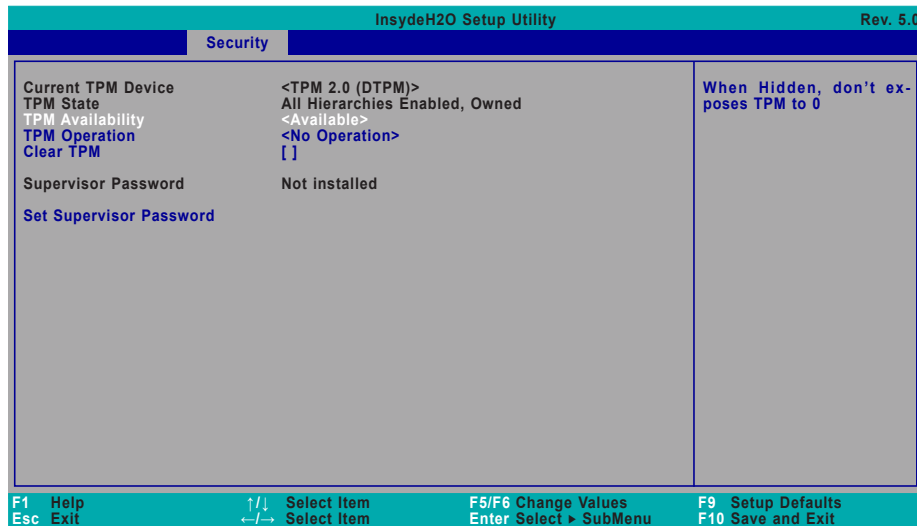 InsydeH2O Setup Utility Rev. 5.0
Security
Current TPM Device <TPM 2.0 (DTPM)>
TPM State All Hierarchies Enabled, Owned
TPM Availability <Available>
TPM Operation <No Operation>
Clear TPM [ ]
Supervisor Password Not installed
Set Supervisor Password
When Hidden, don't ex-
poses TPM to 0
F1 Help ↑/↓ Select Item F5/F6 Change Values F9 Setup Defaults
Esc Exit ←/→ Select Item Enter Select ▸ SubMenu F10 Save and Exit